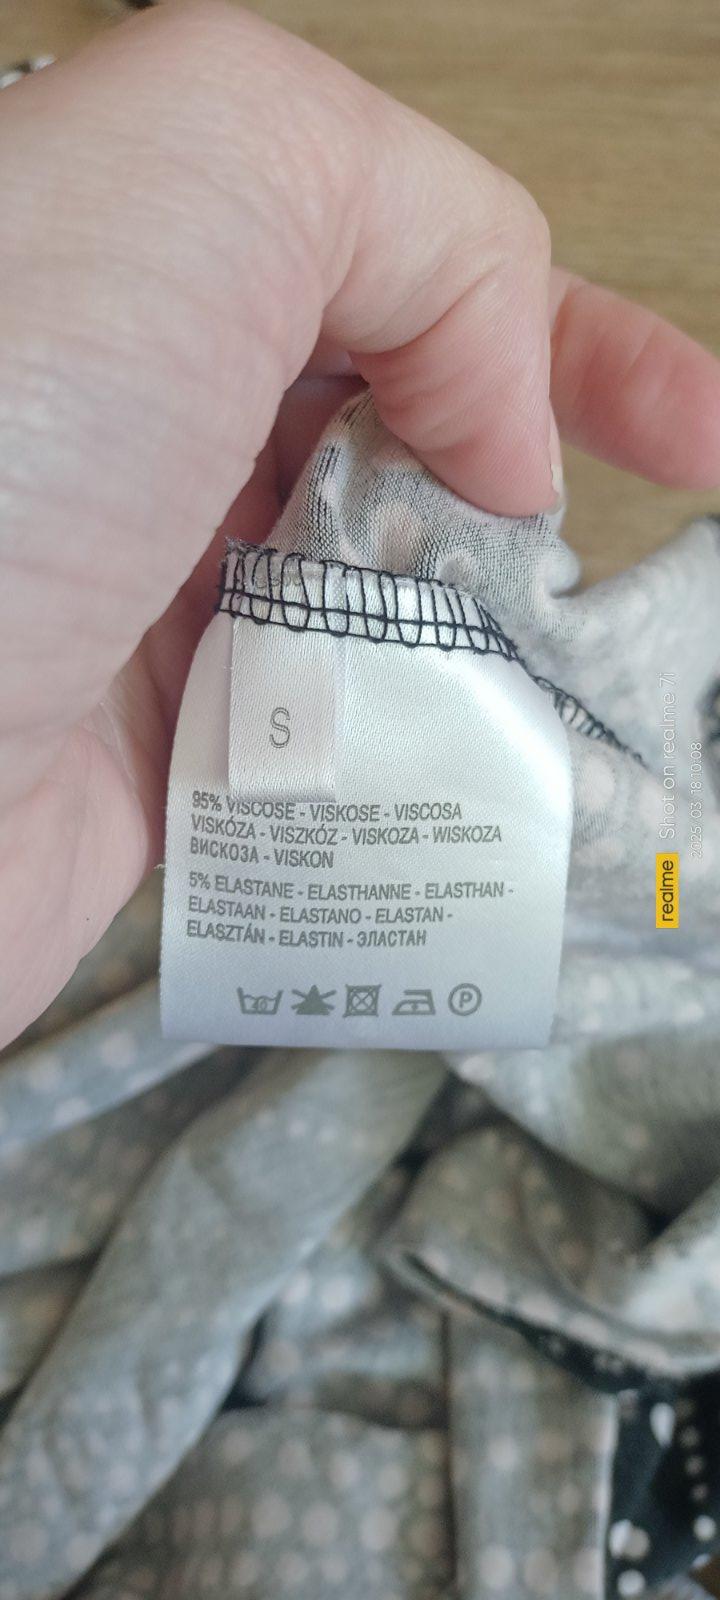 S
95% VISCOSE - VISKOSE - VISCOSA
VISKÓZA - VISZKÓZ - VISKOZA - WISKOZA
ВИСКОЗА - VISKON
5% ELASTANE - ELASTHANNE - ELASTHAN -
ELASTAAN - ELASTANO - ELASTAN -
ELASZTÁN - ELASTIN - ЭЛАСТАН
40
P
realme Shot on realme 7i
2025/03/18 10:08